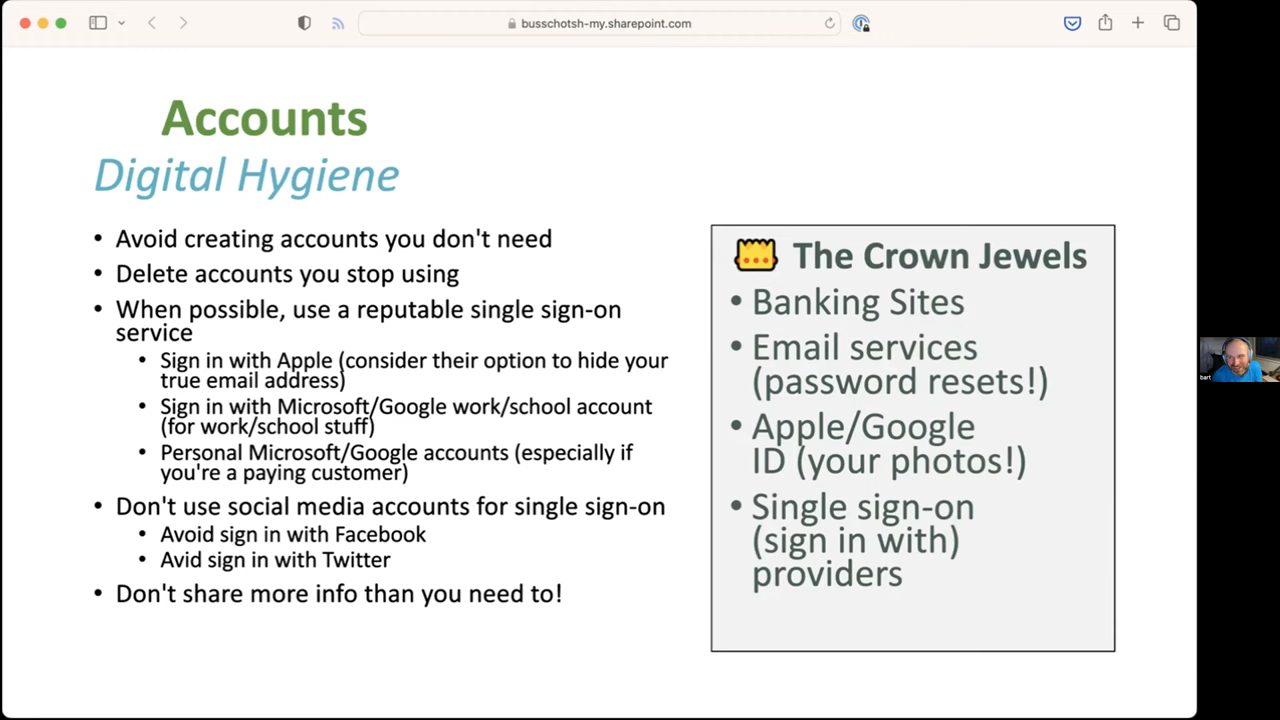 busschotsh-my.sharepoint.com
Accounts
Digital Hygiene
• Avoid creating accounts you don't need
• Delete accounts you stop using
• When possible, use a reputable single sign-on
service
• Sign in with Apple (consider their option to hide your
true email address)
• Sign in with Microsoft/Google work/school account
(for work/school stuff)
• Personal Microsoft/Google accounts (especially if
you're a paying customer)
• Don't use social media accounts for single sign-on
• Avoid sign in with Facebook
• Avid sign in with Twitter
• Don't share more info than you need to!
The Crown Jewels
• Banking Sites
• Email services
(password resets!)
• Apple/Google
ID (your photos!)
• Single sign-on
(sign in with)
providers
bart